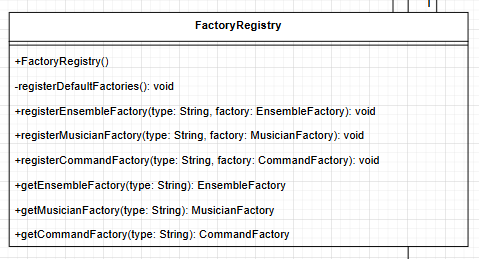 FactoryRegistry
+FactoryRegistry()
-registerDefaultFactories(): void
+registerEnsembleFactory(type: String, factory: EnsembleFactory): void
+registerMusicianFactory(type: String, factory: MusicianFactory): void
+registerCommandFactory(type: String, factory: CommandFactory): void
+getEnsembleFactory(type: String): EnsembleFactory
+getMusicianFactory(type: String): MusicianFactory
+getCommandFactory(type: String): CommandFactory